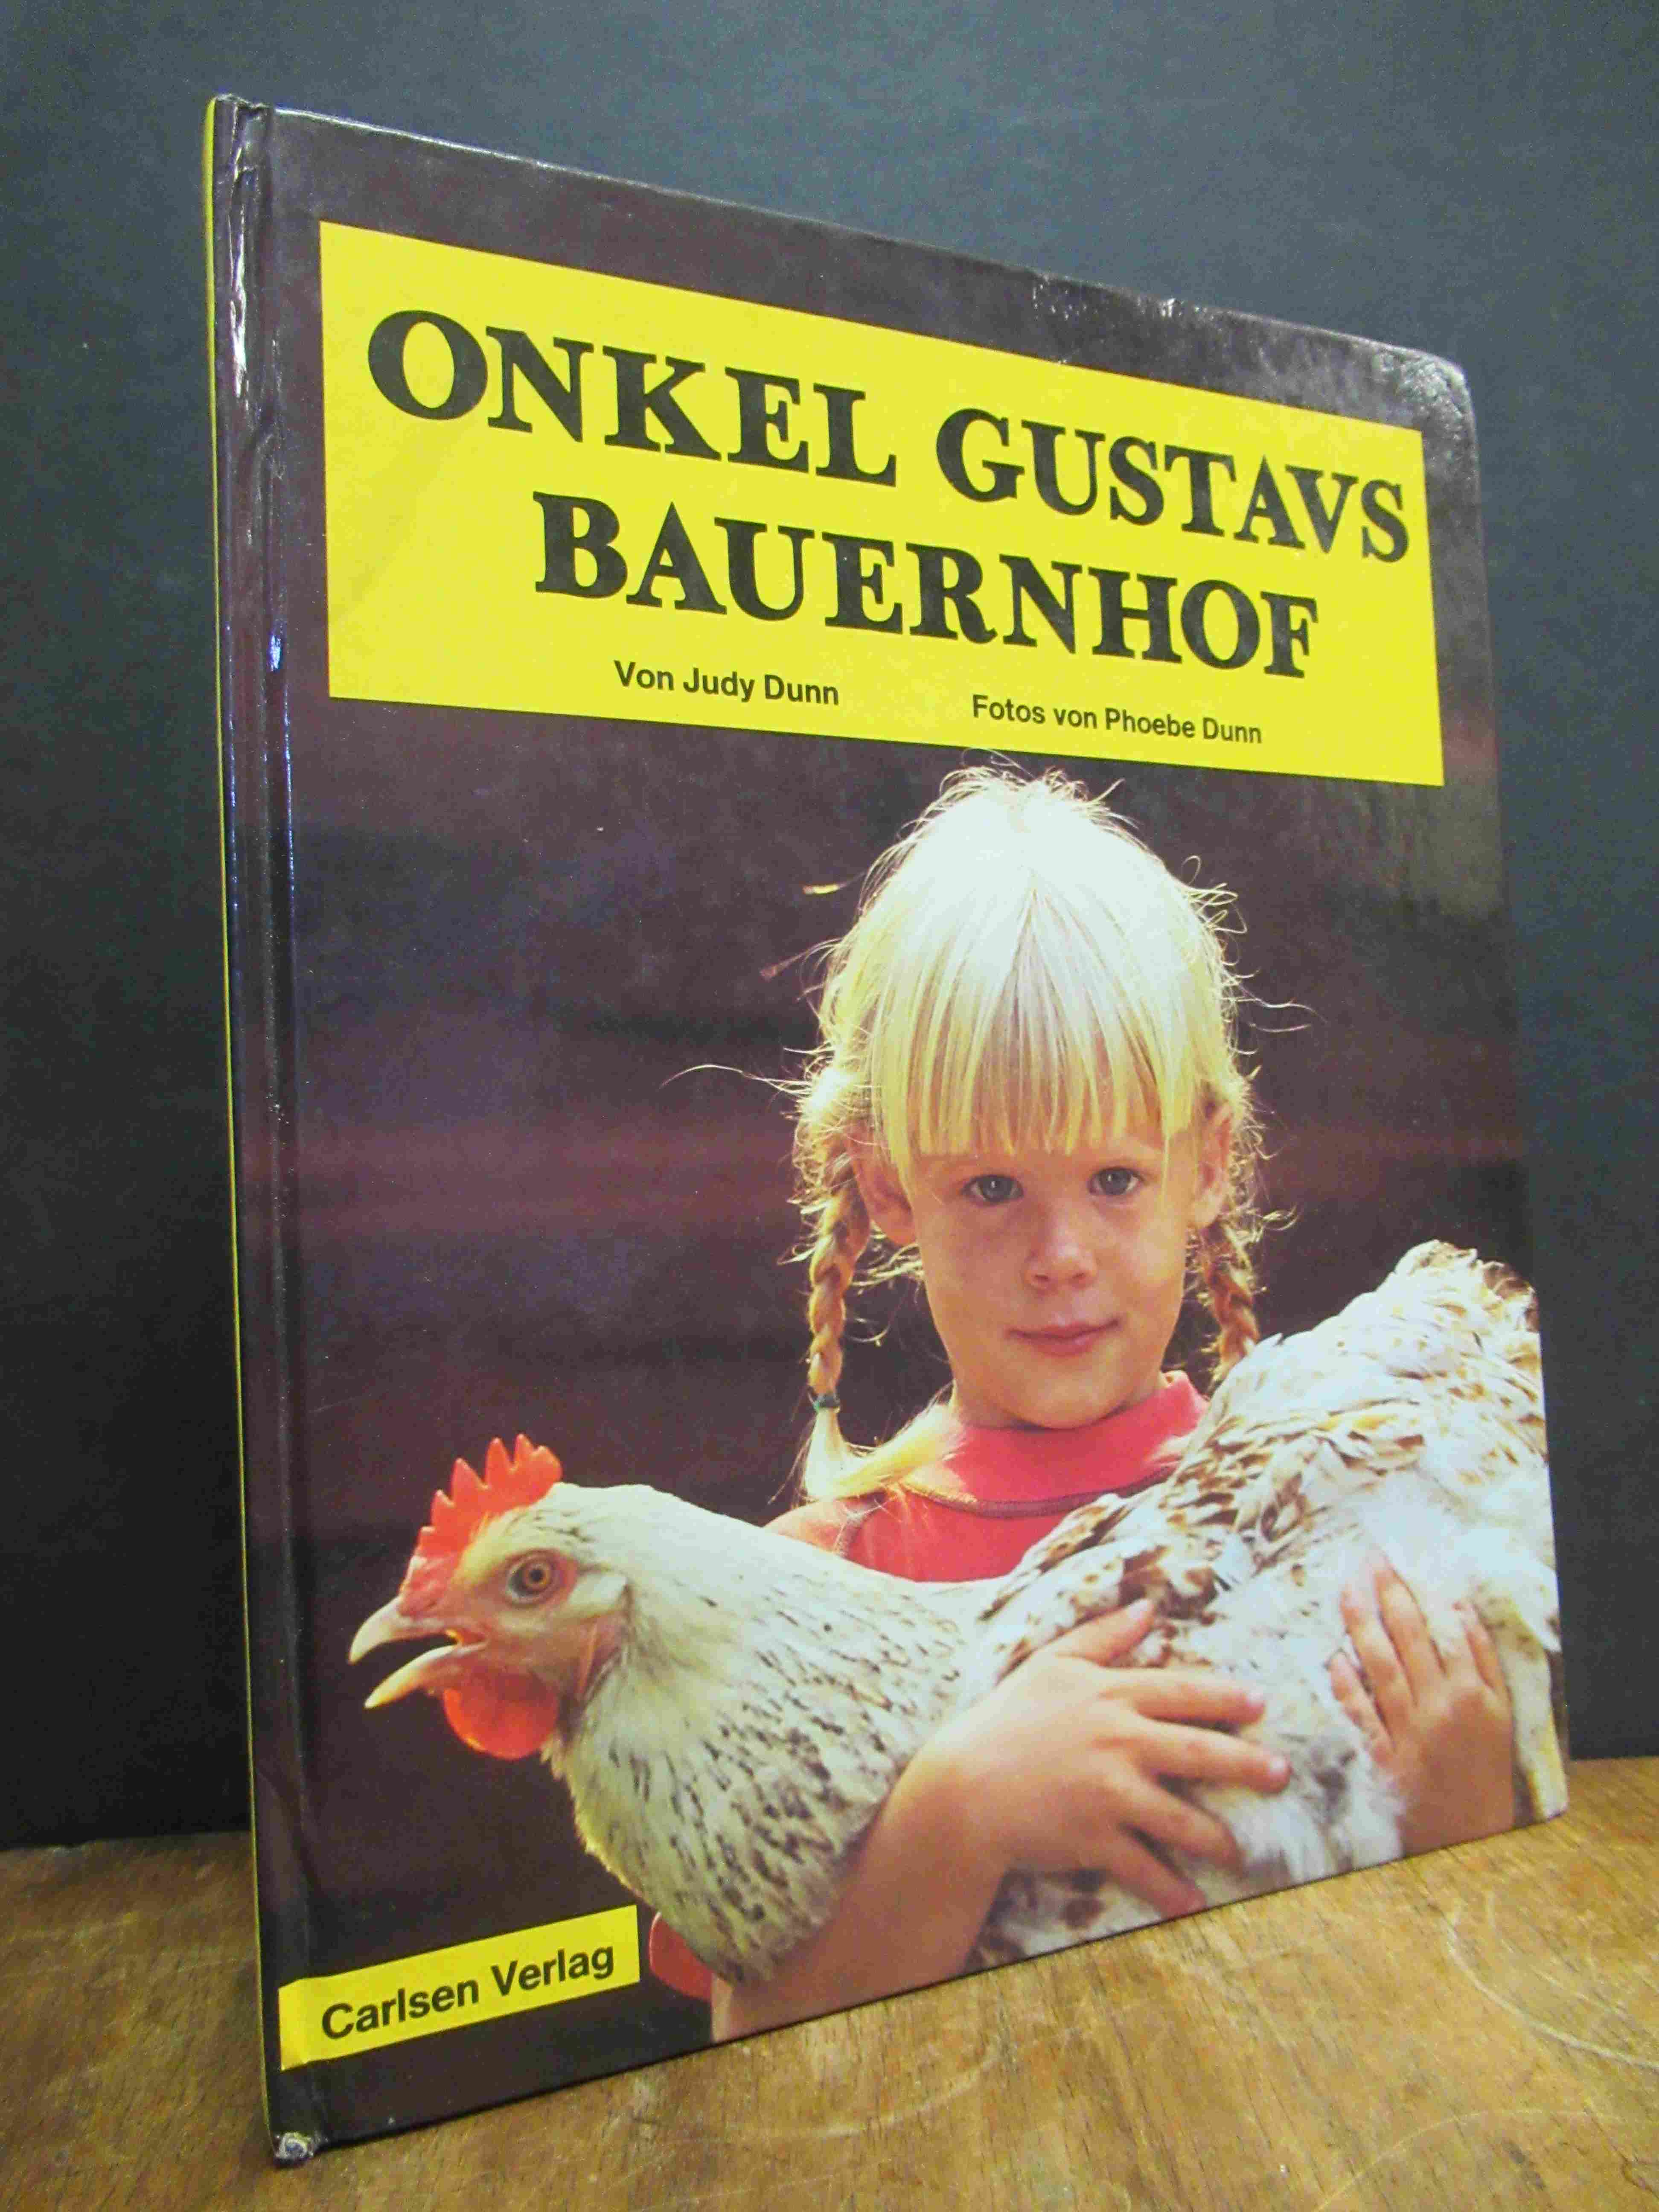 ONKEL GUSTAVS
BAUERNHOF
Von Judy Dunn
Fotos von Phoebe Dunn
Carlsen Verlag